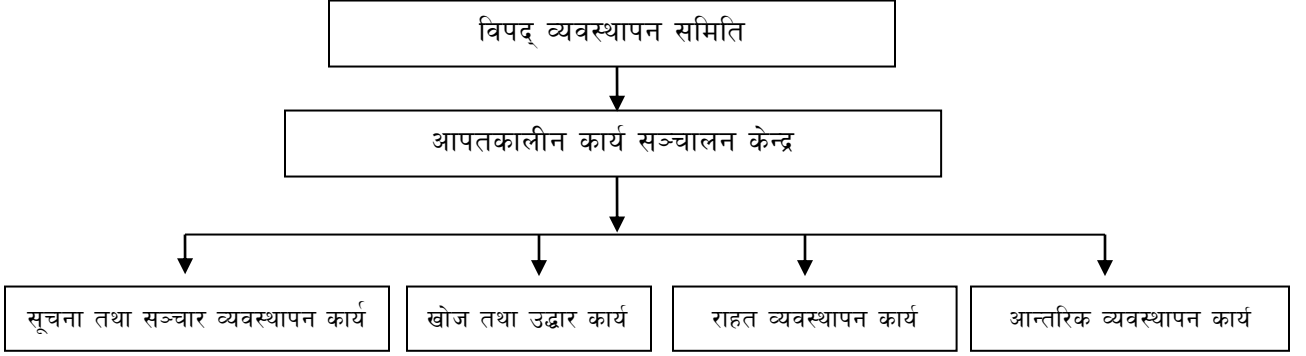 विपद् व्यवस्थापन समिति
आपतकालीन कार्य सञ्चालन केन्द्र
सूचना तथा सञ्चार व्यवस्थापन कार्य
खोज तथा उद्धार कार्य
राहत व्यवस्थापन कार्य
आन्तरिक व्यवस्थापन कार्य